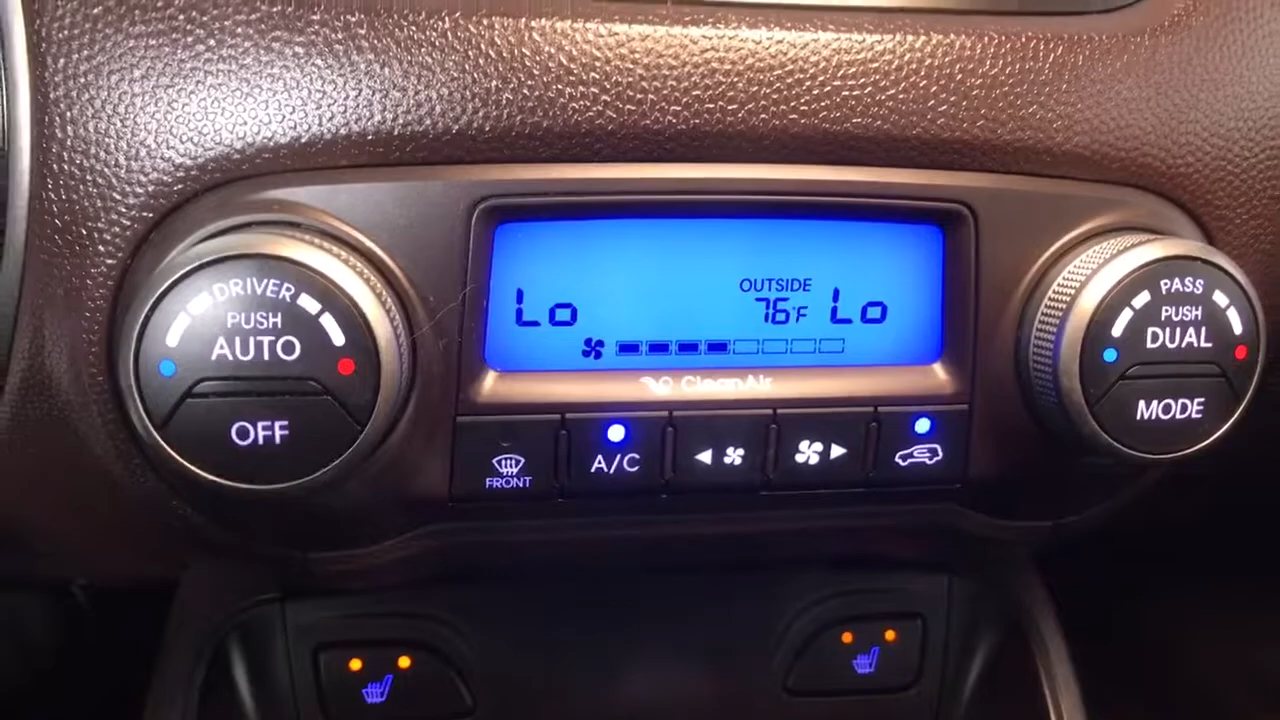 DRIVER
PUSH
AUTO
OFF
Lo
OUTSIDE
76°F
Lo
CleanAir
FRONT
A/C
PASS
PUSH
DUAL
MODE